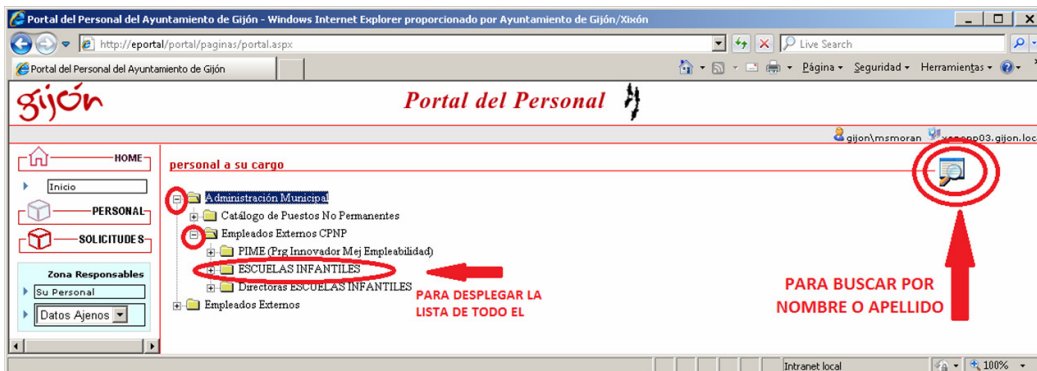 Portal del Personal del Ayuntamiento de Gijón - Windows Internet Explorer proporcionado por Ayuntamiento de Gijón/Xixón
http://eportal/portal/paginas/portal.aspx
Live Search
Portal del Personal del Ayuntamiento de Gijón
Página
Seguridad
Herramientas
gijón
Portal del Personal
gijon\msmoran
HOME
personal a su cargo
Inicio
Administración Municipal
PERSONAL
Catálogo de Puestos No Permanentes
Empleados Externos CPNP
SOLICITUDES
PIME (Prg Innovador Mej Empleabilidad)
ESCUELAS INFANTILES
Zona Responsables
Directoras ESCUELAS INFANTILES
Su Personal
Empleados Externos
Datos Ajenos
PARA DESPLEGAR LA
LISTA DE TODO EL
PARA BUSCAR POR
NOMBRE O APELLIDO
Intranet local
100%